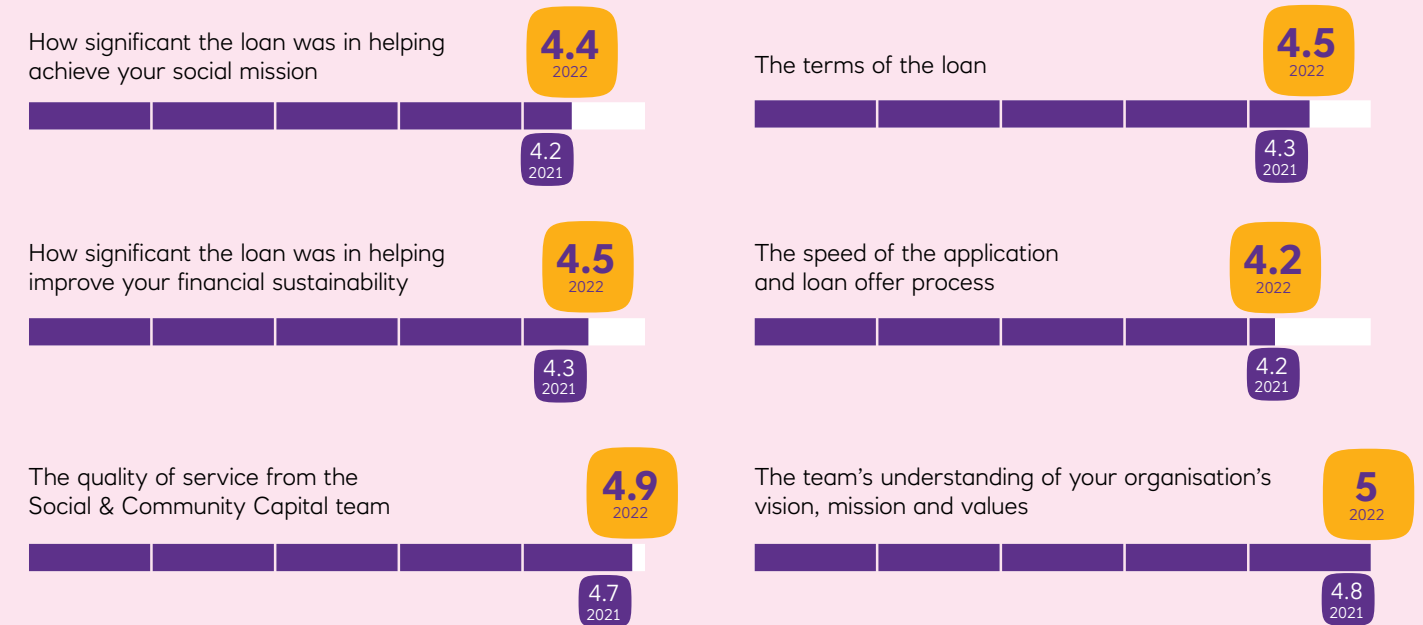 How significant the loan was in helping
achieve your social mission
4.4
2022
4.2
2021
The terms of the loan
4.5
2022
4.3
2021
How significant the loan was in helping
improve your financial sustainability
4.5
2022
4.3
2021
The speed of the application
and loan offer process
4.2
2022
4.2
2021
The quality of service from the
Social & Community Capital team
4.9
2022
4.7
2021
The team’s understanding of your organisation’s
vision, mission and values
5
2022
4.8
2021